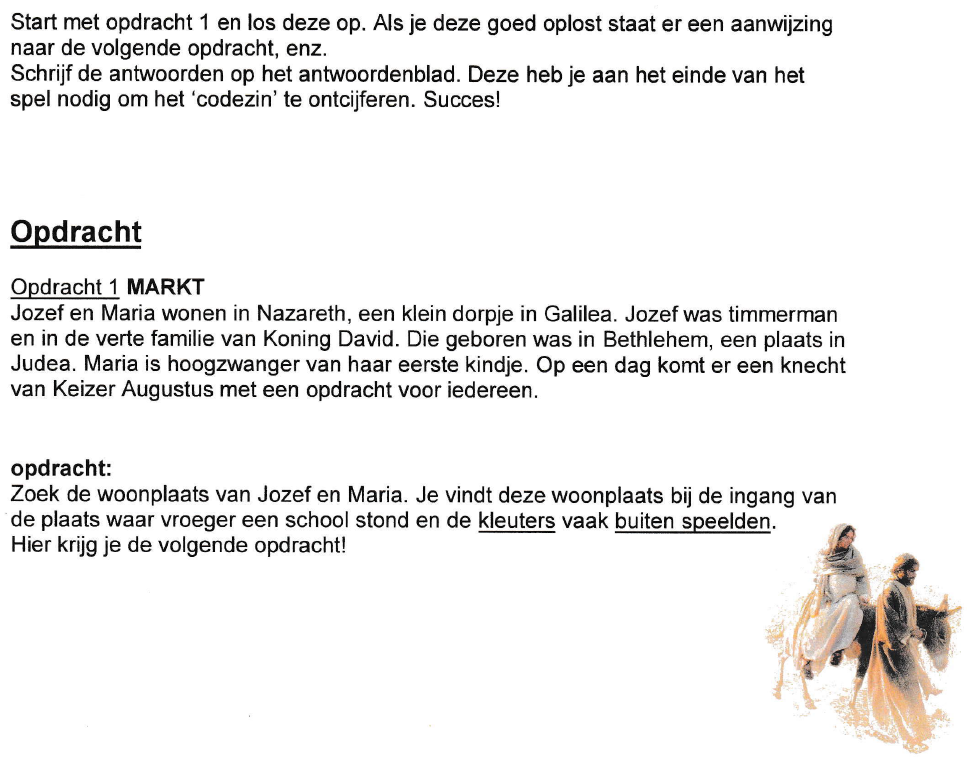 Start met opdracht 1 en los deze op. Als je deze goed oplost staat er een aanwijzing
naar de volgende opdracht, enz.
Schrijf de antwoorden op het antwoordenblad. Deze heb je aan het einde van het
spel nodig om het ‘codezin’ te ontcijferen. Succes!
Opdracht
Opdracht 1 MARKT
Jozef en Maria wonen in Nazareth, een klein dorpje in Galilea. Jozef was timmerman
en in de verte familie van Koning David. Die geboren was in Bethlehem, een plaats in
Judea. Maria is hoogzwanger van haar eerste kindje. Op een dag komt er een knecht
van Keizer Augustus met een opdracht voor iedereen.
opdracht:
Zoek de woonplaats van Jozef en Maria. Je vindt deze woonplaats bij de ingang van
de plaats waar vroeger een school stond en de kleuters vaak buiten speelden.
Hier krijg je de volgende opdracht!